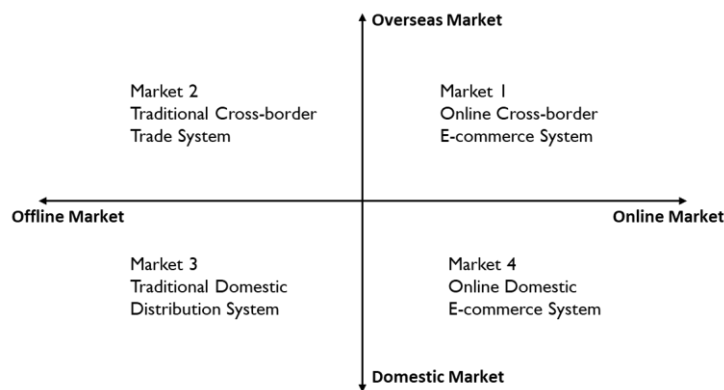 Overseas Market
Market 2
Traditional Cross-border
Trade System
Market 1
Online Cross-border
E-commerce System
Offline Market
Online Market
Market 3
Traditional Domestic
Distribution System
Market 4
Online Domestic
E-commerce System
Domestic Market